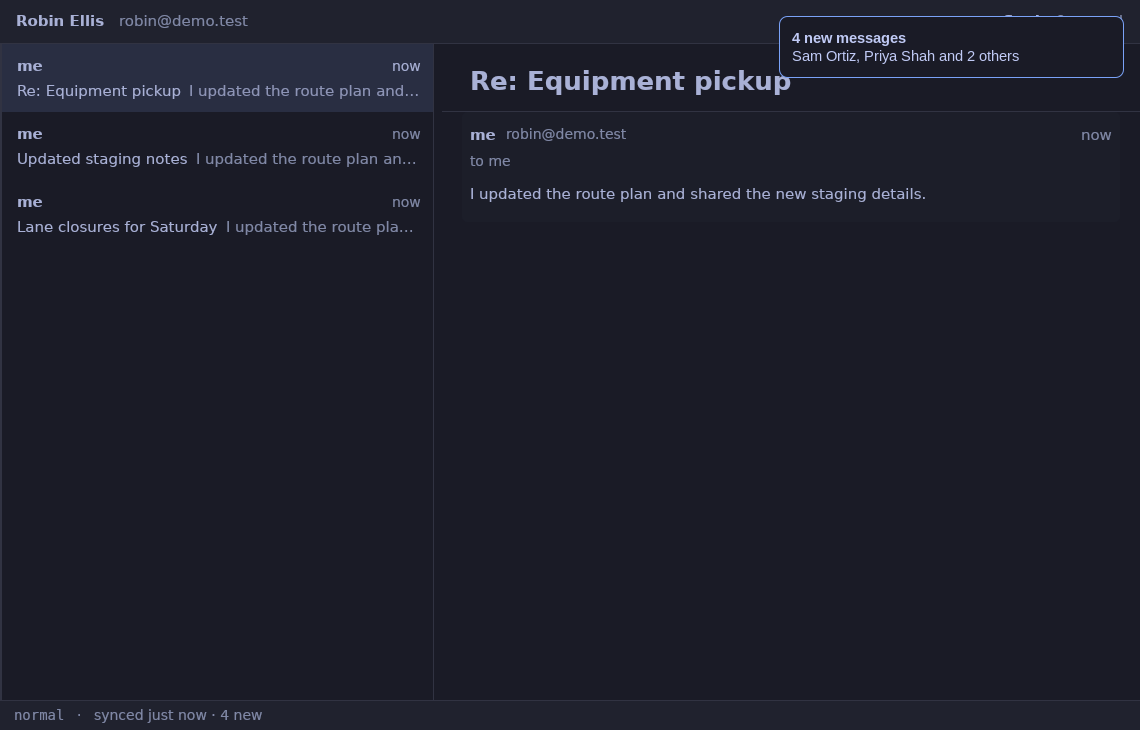 Robin Ellis robin@demo.test
4 new messages
Sam Ortiz, Priya Shah and 2 others
me now
Re: Equipment pickup I updated the route plan and…
me now
Updated staging notes I updated the route plan an…
me now
Lane closures for Saturday I updated the route pla…
Re: Equipment pickup
me robin@demo.test now
to me
I updated the route plan and shared the new staging details.
normal · synced just now · 4 new